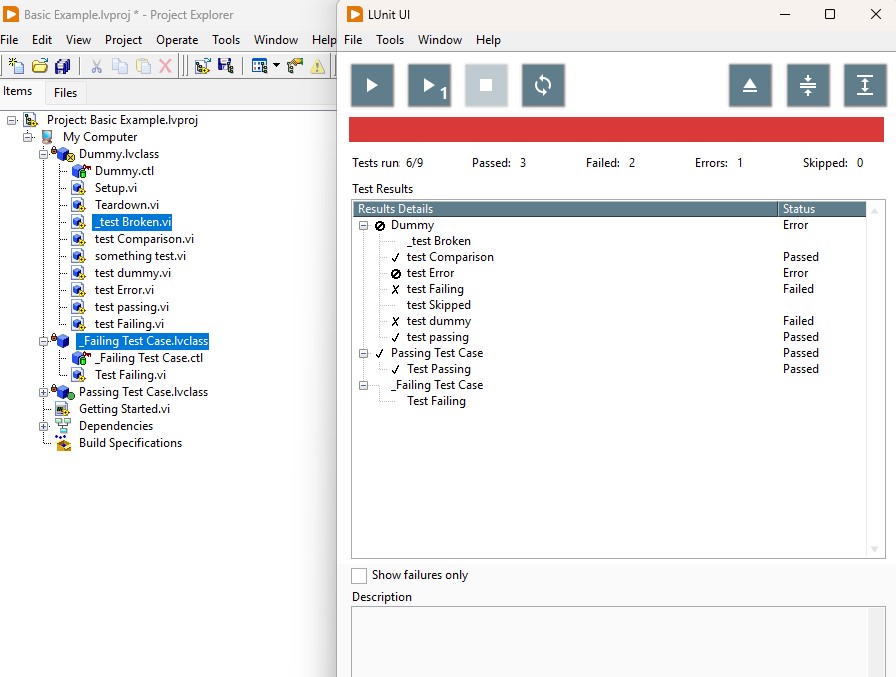 Basic Example.lvproj * - Project Explorer
File Edit View Project Operate Tools Window Help
Items Files
Project: Basic Example.lvproj
My Computer
Dummy.lvclass
Dummy.ctl
Setup.vi
Teardown.vi
_test Broken.vi
test Comparison.vi
something test.vi
test dummy.vi
test Error.vi
test passing.vi
test Failing.vi
_Failing Test Case.lvclass
_Failing Test Case.ctl
Test Failing.vi
Passing Test Case.lvclass
Getting Started.vi
Dependencies
Build Specifications
LUnit UI
File Tools Window Help
1
Tests run: 6/9 Passed: 3 Failed: 2 Errors: 1 Skipped: 0
Test Results
Results Details Status
Dummy Error
_test Broken
test Comparison Passed
test Error Error
test Failing Failed
test Skipped
test dummy Failed
test passing Passed
Passing Test Case Passed
Test Passing Passed
_Failing Test Case
Test Failing
Show failures only
Description